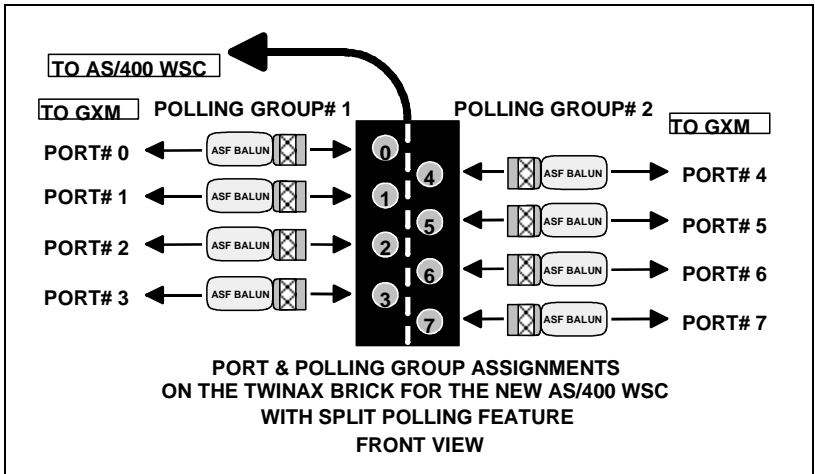 TO AS/400 WSC
TO GXM POLLING GROUP# 1 POLLING GROUP# 2 TO GXM
PORT# 0 ASF BALUN 0
4 ASF BALUN PORT# 4
PORT# 1 ASF BALUN 1
5 ASF BALUN PORT# 5
PORT# 2 ASF BALUN 2
6 ASF BALUN PORT# 6
PORT# 3 ASF BALUN 3
7 ASF BALUN PORT# 7
PORT & POLLING GROUP ASSIGNMENTS
ON THE TWINAX BRICK FOR THE NEW AS/400 WSC
WITH SPLIT POLLING FEATURE
FRONT VIEW